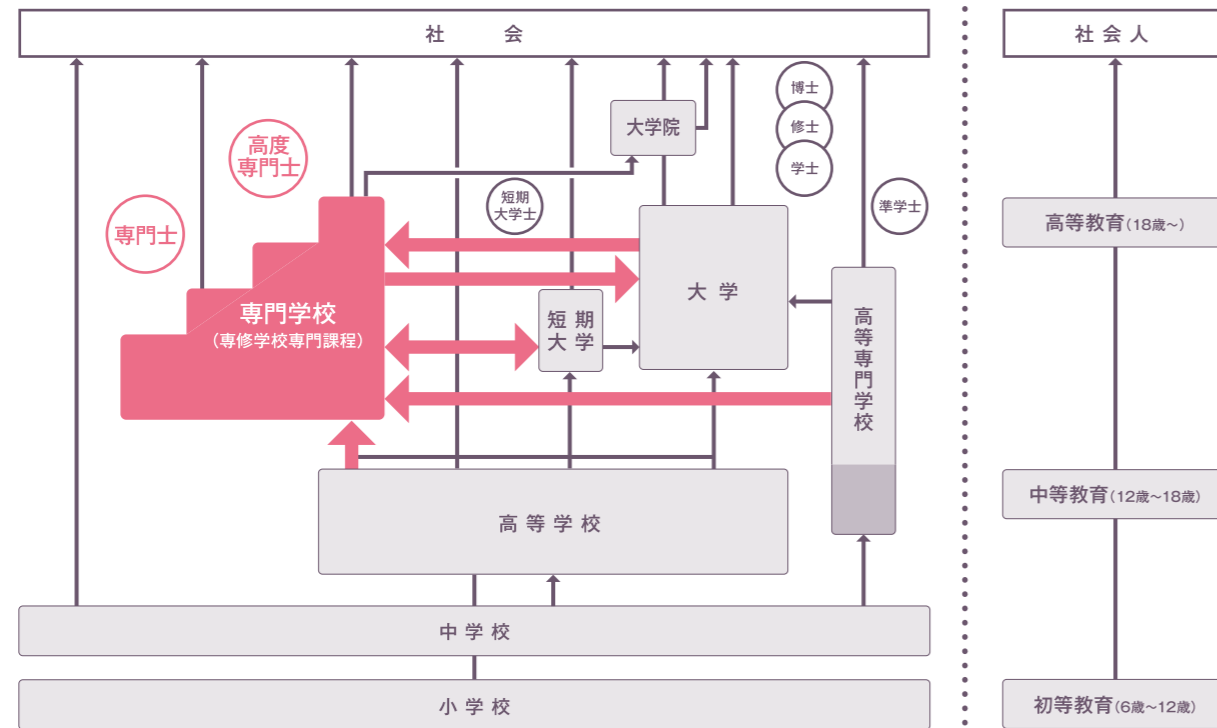 社会
大学院
博士
修士
学士
高度
専門士
短期
大学士
準学士
専門士
専門学校
（専修学校専門課程）
大学
短期
大学
高等専門学校
高等学校
中学校
小学校
社会人
高等教育（18歳〜）
中等教育（12歳〜18歳）
初等教育（6歳〜12歳）